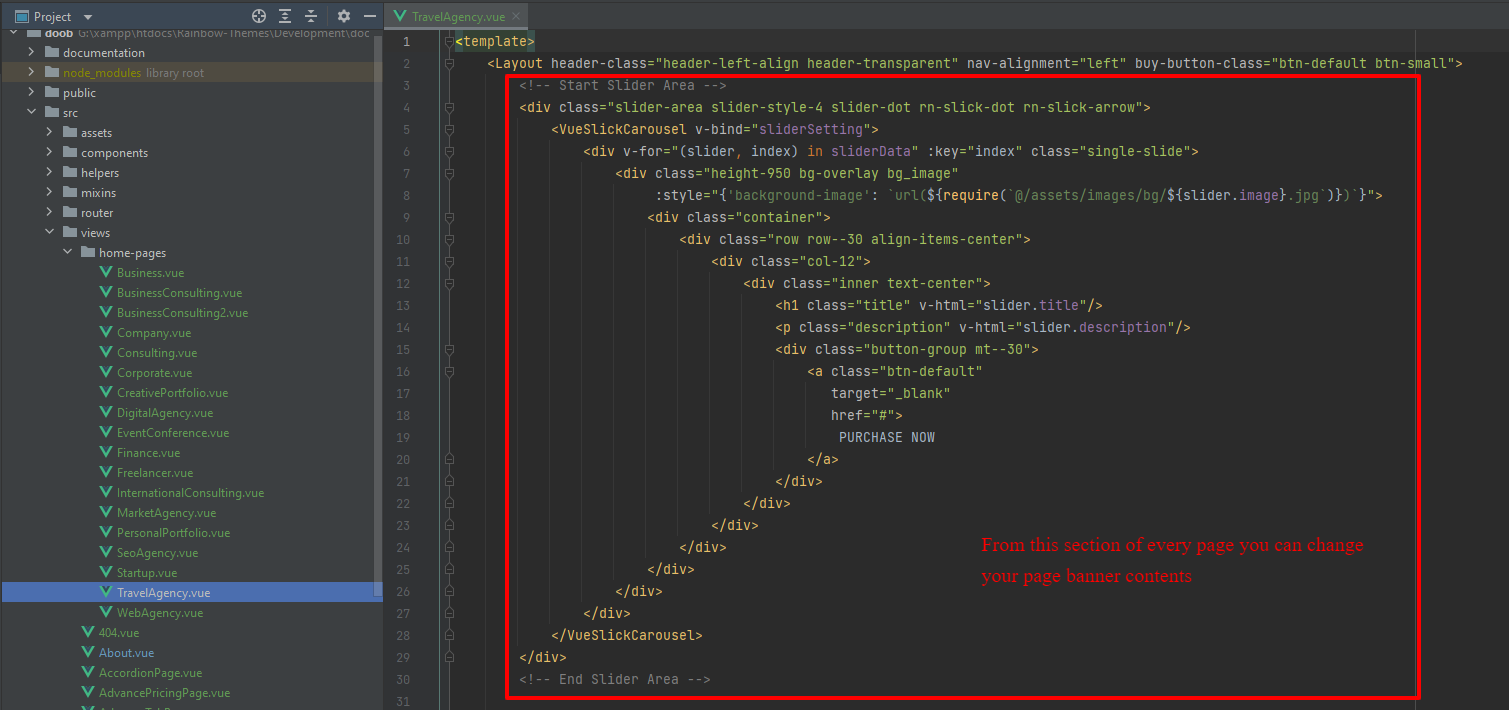 Project
doob G:\xampp\htdocs\Rainbow-Themes\Development\doc
documentation
node_modules library root
public
src
assets
components
helpers
mixins
router
views
home-pages
Business.vue
BusinessConsulting.vue
BusinessConsulting2.vue
Company.vue
Consulting.vue
Corporate.vue
CreativePortfolio.vue
DigitalAgency.vue
EventConference.vue
Finance.vue
Freelancer.vue
InternationalConsulting.vue
MarketAgency.vue
PersonalPortfolio.vue
SeoAgency.vue
Startup.vue
TravelAgency.vue
WebAgency.vue
404.vue
About.vue
AccordionPage.vue
AdvancePricingPage.vue
TravelAgency.vue
1 <template>
2 <Layout header-class="header-left-align header-transparent" nav-alignment="left" buy-button-class="btn-default btn-small">
3 <!-- Start Slider Area -->
4 <div class="slider-area slider-style-4 slider-dot rn-slick-dot rn-slick-arrow">
5 <VueSlickCarousel v-bind="sliderSetting">
6 <div v-for="(slider, index) in sliderData" :key="index" class="single-slide">
7 <div class="height-950 bg-overlay bg_image"
8 :style="{'background-image': `url(${require(`@/assets/images/bg/${slider.image}.jpg`)})`}">
9 <div class="container">
10 <div class="row row--30 align-items-center">
11 <div class="col-12">
12 <div class="inner text-center">
13 <h1 class="title" v-html="slider.title"/>
14 <p class="description" v-html="slider.description"/>
15 <div class="button-group mt--30">
16 <a class="btn-default"
17 target="_blank"
18 href="#">
19 PURCHASE NOW
20 </a>
21 </div>
22 </div>
23 </div>
24 </div>
25 </div>
26 </div>
27 </div>
28 </VueSlickCarousel>
29 </div>
30 <!-- End Slider Area -->
31
From this section of every page you can change
your page banner contents